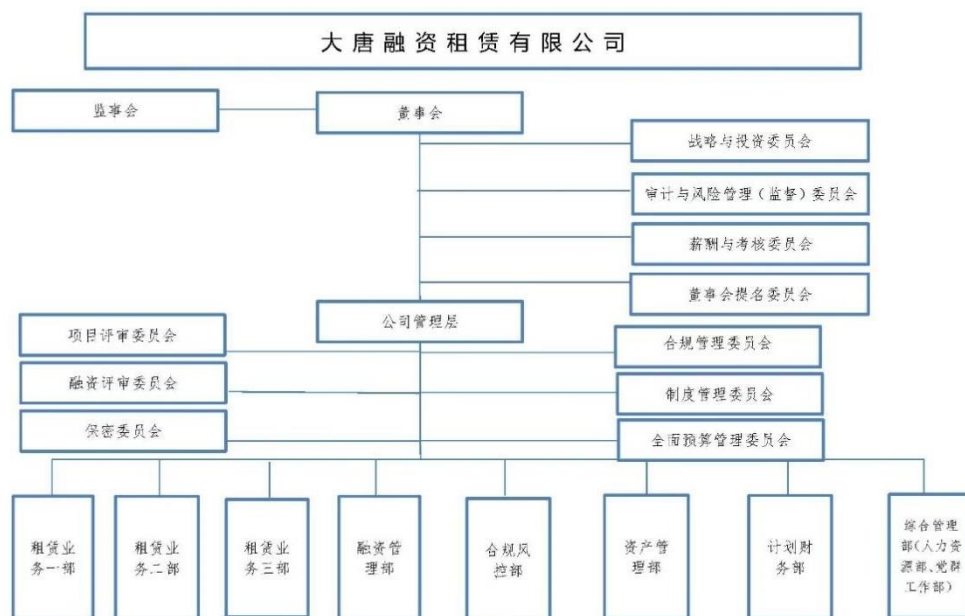 大唐融资租赁有限公司
监事会
董事会
战略与投资委员会
审计与风险管理（监督）委员会
薪酬与考核委员会
董事会提名委员会
公司管理层
项目评审委员会
合规管理委员会
融资评审委员会
制度管理委员会
保密委员会
全面预算管理委员会
租赁业
务一部
租赁业
务二部
租赁业
务三部
融资管
理部
合规风
控部
资产管
理部
计划财
务部
综合管理
部（人力资
源部、党群
工作部）